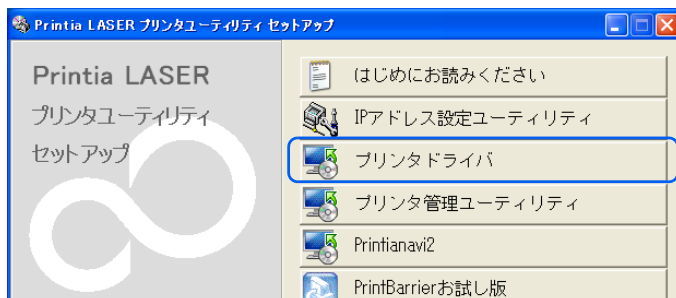 Printia LASER プリンタユーティリティ セットアップ
Printia LASER
プリンタユーティリティ
セットアップ
はじめにお読みください
IPアドレス設定ユーティリティ
プリンタドライバ
プリンタ管理ユーティリティ
Printianavi2
PrintBarrierお試し版